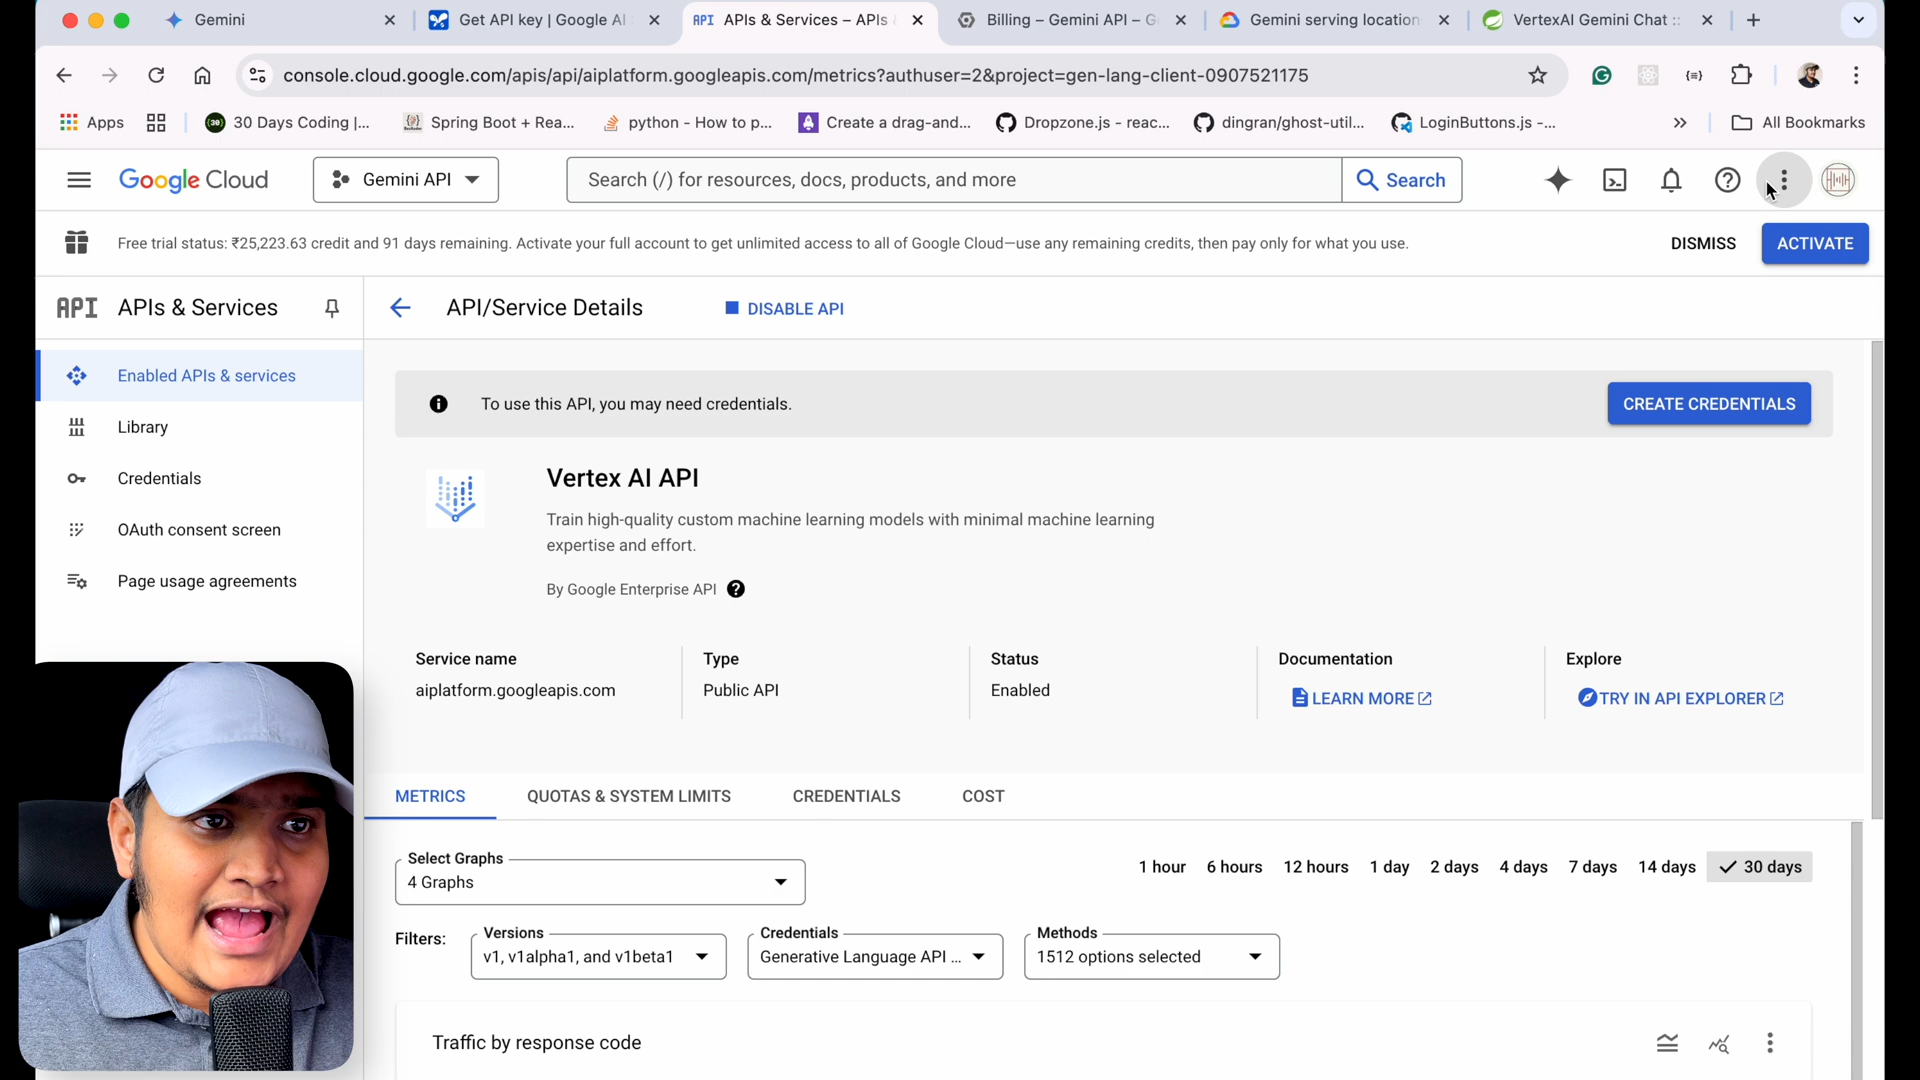 Gemini
Get API key | Google AI
API APIs & Services – APIs
Billing – Gemini API – G
Gemini serving location
VertexAI Gemini Chat ::
console.cloud.google.com/apis/api/aiplatform.googleapis.com/metrics?authuser=2&project=gen-lang-client-0907521175
Apps
30 Days Coding |...
Spring Boot + Rea...
python - How to p...
Create a drag-and...
Dropzone.js - reac...
dingran/ghost-util...
LoginButtons.js -...
All Bookmarks
Google Cloud
Gemini API
Search (/) for resources, docs, products, and more
Search
Free trial status: ₹25,223.63 credit and 91 days remaining. Activate your full account to get unlimited access to all of Google Cloud—use any remaining credits, then pay only for what you use.
DISMISS
ACTIVATE
API APIs & Services
API/Service Details
DISABLE API
Enabled APIs & services
Library
Credentials
OAuth consent screen
Page usage agreements
To use this API, you may need credentials.
CREATE CREDENTIALS
Vertex AI API
Train high-quality custom machine learning models with minimal machine learning
expertise and effort.
By Google Enterprise API
Service name
aiplatform.googleapis.com
Type
Public API
Status
Enabled
Documentation
LEARN MORE
Explore
TRY IN API EXPLORER
METRICS
QUOTAS & SYSTEM LIMITS
CREDENTIALS
COST
Select Graphs
4 Graphs
1 hour
6 hours
12 hours
1 day
2 days
4 days
7 days
14 days
30 days
Filters:
Versions
v1, v1alpha1, and v1beta1
Credentials
Generative Language API ...
Methods
1512 options selected
Traffic by response code